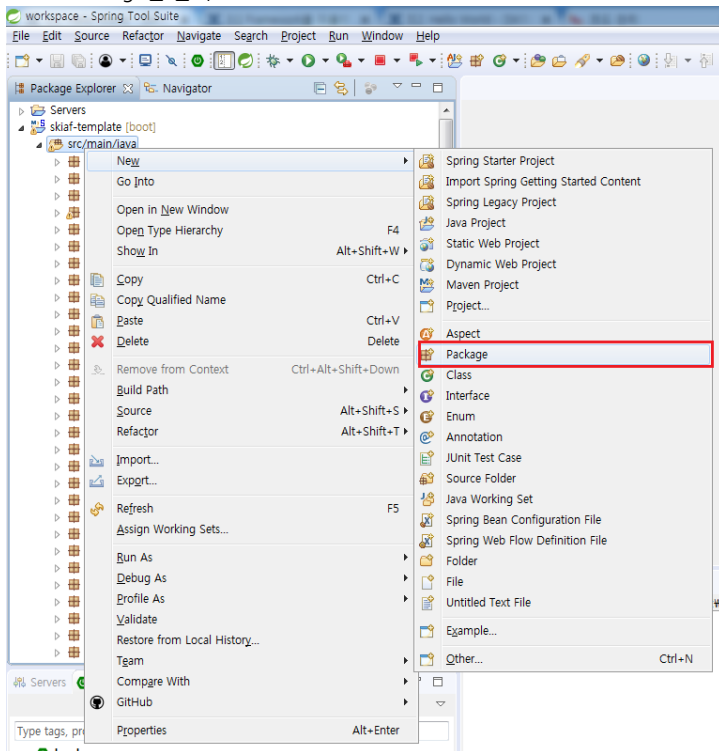 workspace - Spring Tool Suite
File Edit Source Refactor Navigate Search Project Run Window Help
Package Explorer Navigator
Servers
skiaf-template [boot]
src/main/java
New
Go Into
Open in New Window
Open Type Hierarchy F4
Show In Alt+Shift+W
Copy Ctrl+C
Copy Qualified Name
Paste Ctrl+V
Delete Delete
Remove from Context Ctrl+Alt+Shift+Down
Build Path
Source Alt+Shift+S
Refactor Alt+Shift+T
Import...
Export...
Refresh F5
Assign Working Sets...
Run As
Debug As
Profile As
Validate
Restore from Local History...
Team
Compare With
GitHub
Properties Alt+Enter
Spring Starter Project
Import Spring Getting Started Content
Spring Legacy Project
Java Project
Static Web Project
Dynamic Web Project
Maven Project
Project...
Aspect
Package
Class
Interface
Enum
Annotation
JUnit Test Case
Source Folder
Java Working Set
Spring Bean Configuration File
Spring Web Flow Definition File
Folder
File
Untitled Text File
Example...
Other... Ctrl+N
Servers
Type tags,